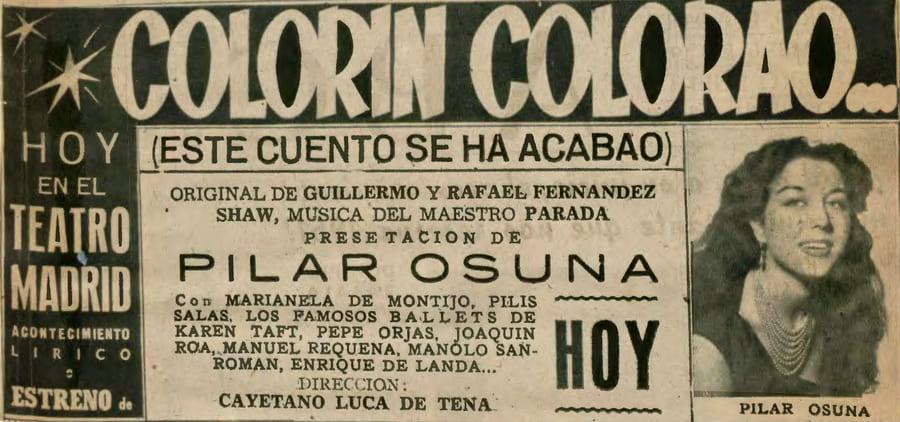 COLORIN COLORAO...
HOY
EN EL
TEATRO
MADRID
ACONTECIMIENTO
LIRICO
ESTRENO de
(ESTE CUENTO SE HA ACABAO)
ORIGINAL DE GUILLERMO Y RAFAEL FERNANDEZ
SHAW, MUSICA DEL MAESTRO PARADA
PRESETACION DE
PILAR OSUNA
Con MARIANELA DE MONTIJO, PILIS
SALAS, LOS FAMOSOS BALLETS DE
KAREN TAFT, PEPE ORJAS, JOAQUIN
ROA, MANUEL REQUENA, MANOLO SAN-
ROMAN, ENRIQUE DE LANDA...
DIRECCION:
CAYETANO LUCA DE TENA
HOY
PILAR OSUNA